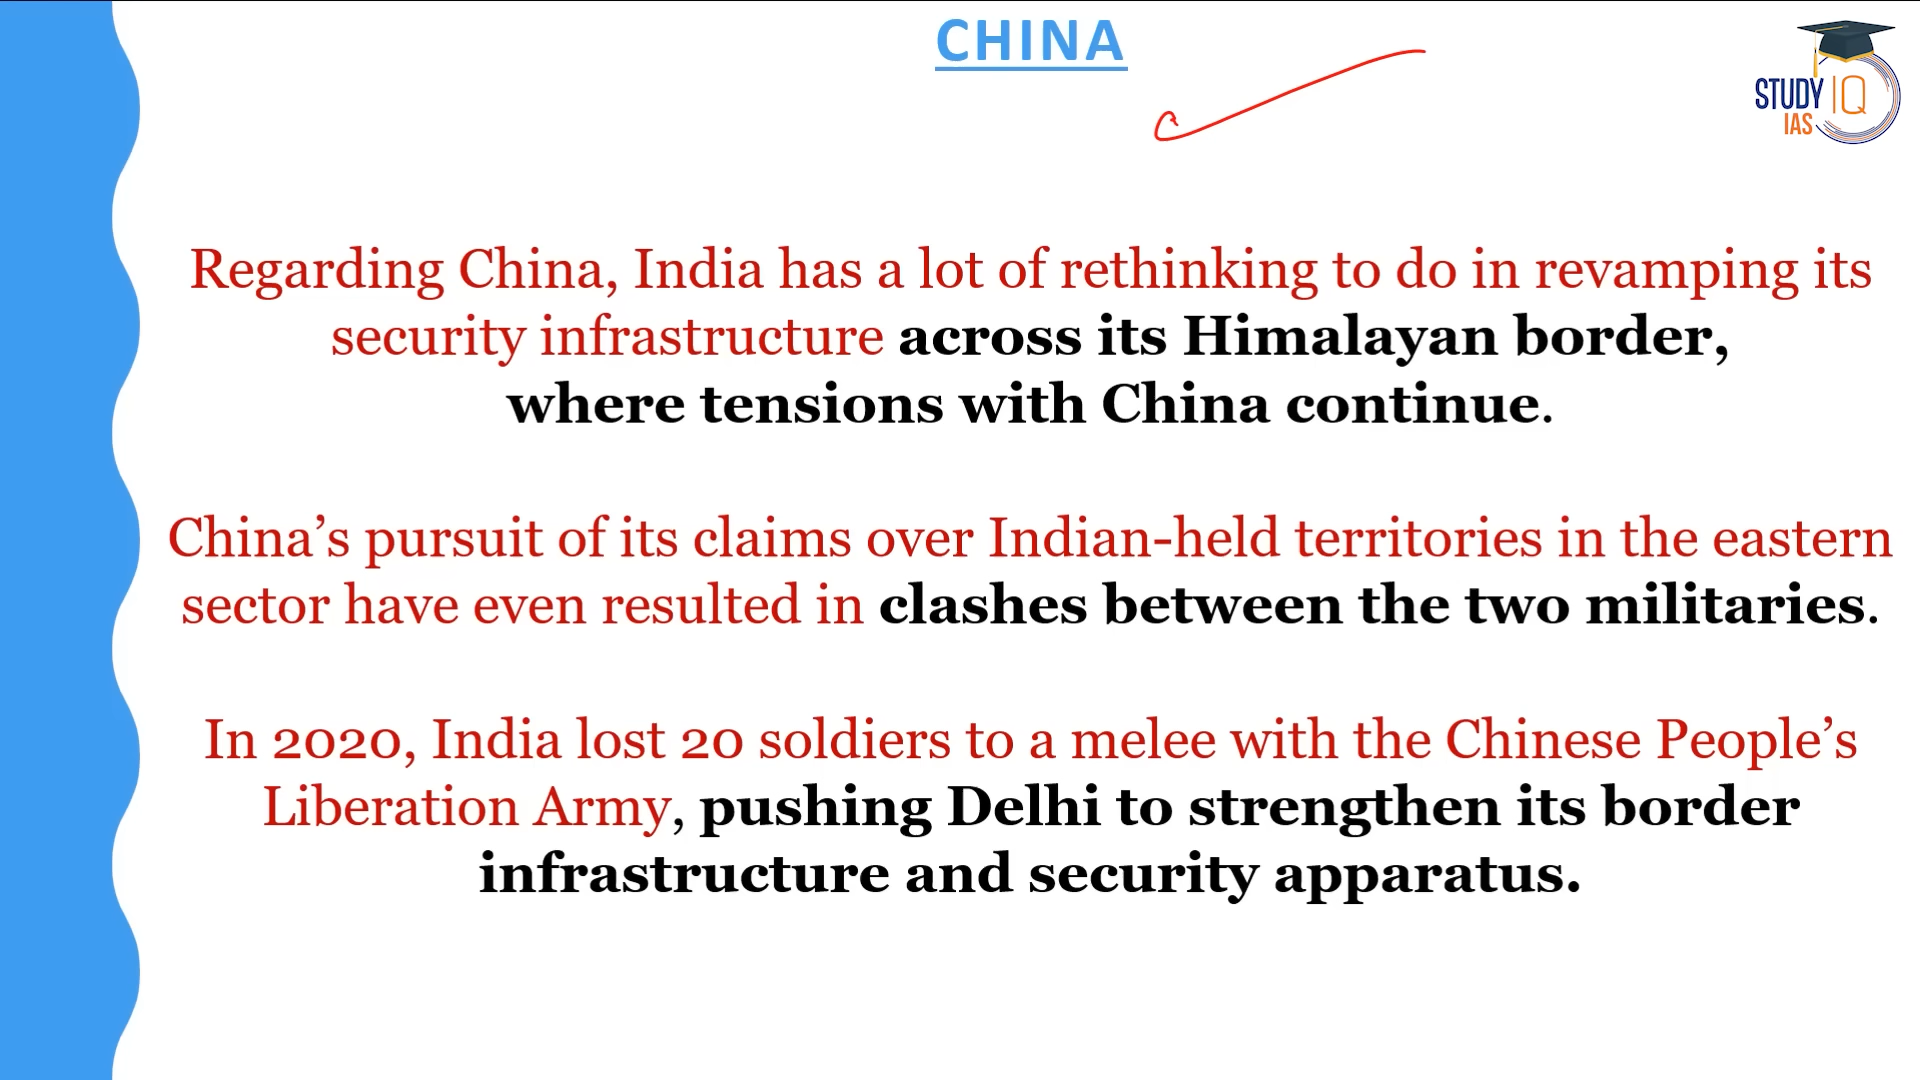 CHINA
STUDY IQ
IAS
Regarding China, India has a lot of rethinking to do in revamping its
security infrastructure across its Himalayan border,
where tensions with China continue.
China’s pursuit of its claims over Indian-held territories in the eastern
sector have even resulted in clashes between the two militaries.
In 2020, India lost 20 soldiers to a melee with the Chinese People’s
Liberation Army, pushing Delhi to strengthen its border
infrastructure and security apparatus.